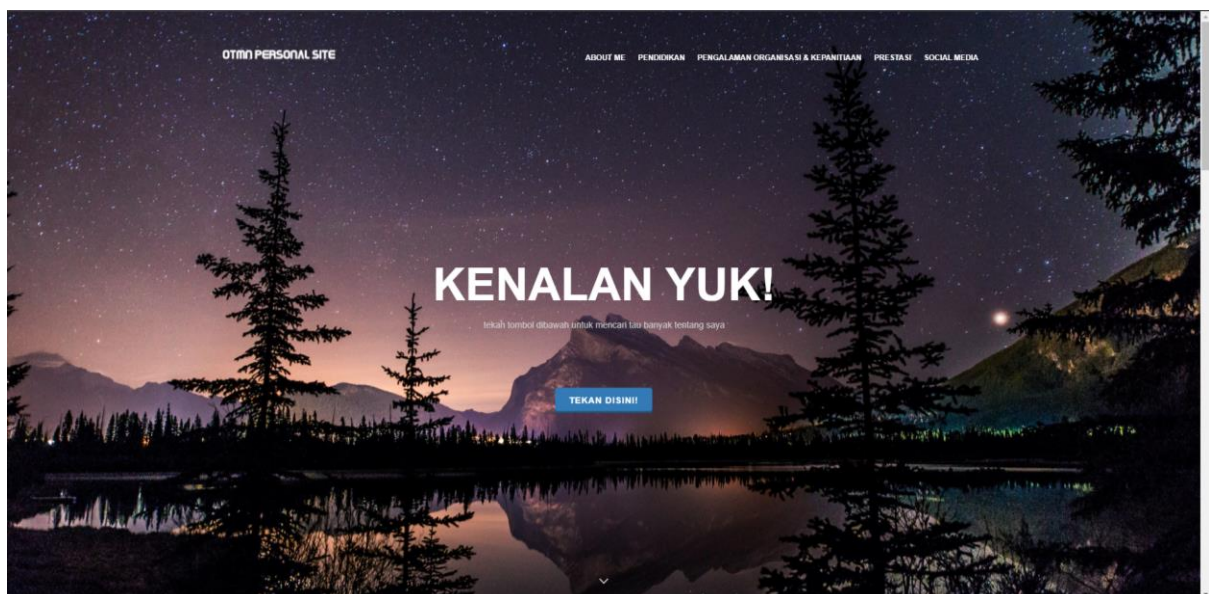 OTMN PERSONAL SITE
ABOUT ME PENDIDIKAN PENGALAMAN ORGANISASI & KEPANITIAAN PRESTASI SOCIAL MEDIA
KENALAN YUK!
tekan tombol dibawah untuk mencari tau banyak tentang saya
TEKAN DISINI!